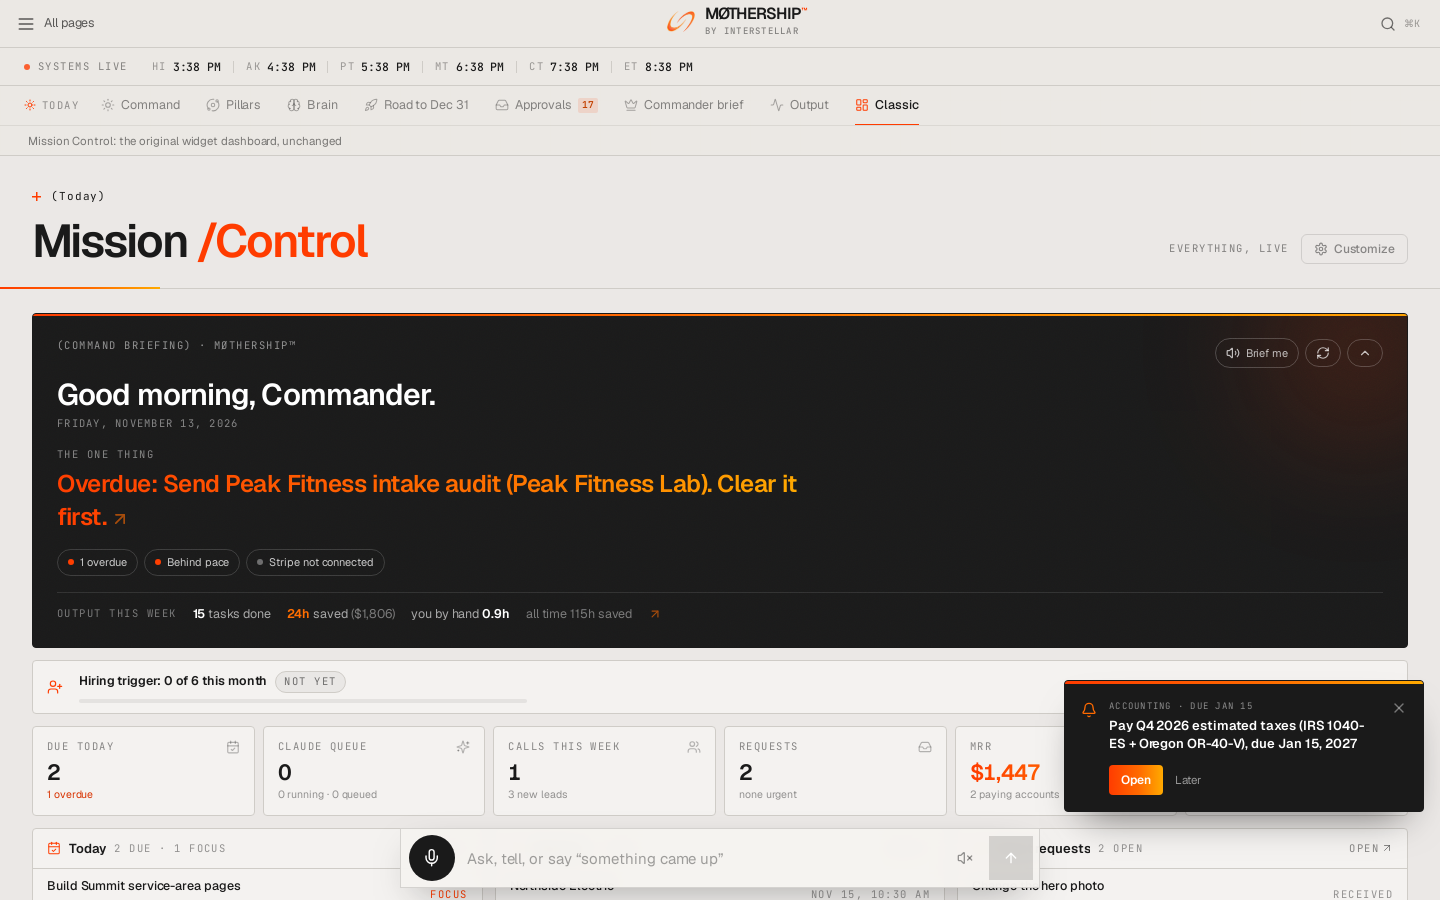 All pages
MØTHERSHIP™
BY INTERSTELLAR
⌘K
SYSTEMS LIVE
HI 3:38 PM
AK 4:38 PM
PT 5:38 PM
MT 6:38 PM
CT 7:38 PM
ET 8:38 PM
TODAY
Command
Pillars
Brain
Road to Dec 31
Approvals 17
Commander brief
Output
Classic
Mission Control: the original widget dashboard, unchanged
(Today)
Mission /Control
EVERYTHING, LIVE
Customize
(COMMAND BRIEFING) · MØTHERSHIP™
Brief me
Good morning, Commander.
FRIDAY, NOVEMBER 13, 2026
THE ONE THING
Overdue: Send Peak Fitness intake audit (Peak Fitness Lab). Clear it
first.
1 overdue
Behind pace
Stripe not connected
OUTPUT THIS WEEK
15 tasks done
24h saved ($1,806)
you by hand 0.9h
all time 115h saved
Hiring trigger: 0 of 6 this month
NOT YET
DUE TODAY
2
1 overdue
CLAUDE QUEUE
0
0 running · 0 queued
CALLS THIS WEEK
1
3 new leads
REQUESTS
2
none urgent
MRR
$1,447
2 paying accounts
ACCOUNTING · DUE JAN 15
Pay Q4 2026 estimated taxes (IRS 1040-
ES + Oregon OR-40-V), due Jan 15, 2027
Open
Later
Today
2 DUE · 1 FOCUS
Ask, tell, or say “something came up”
equests
2 OPEN
OPEN
Build Summit service-area pages
FOCUS
Northside Electric
NOV 15, 10:30 AM
Change the hero photo
RECEIVED